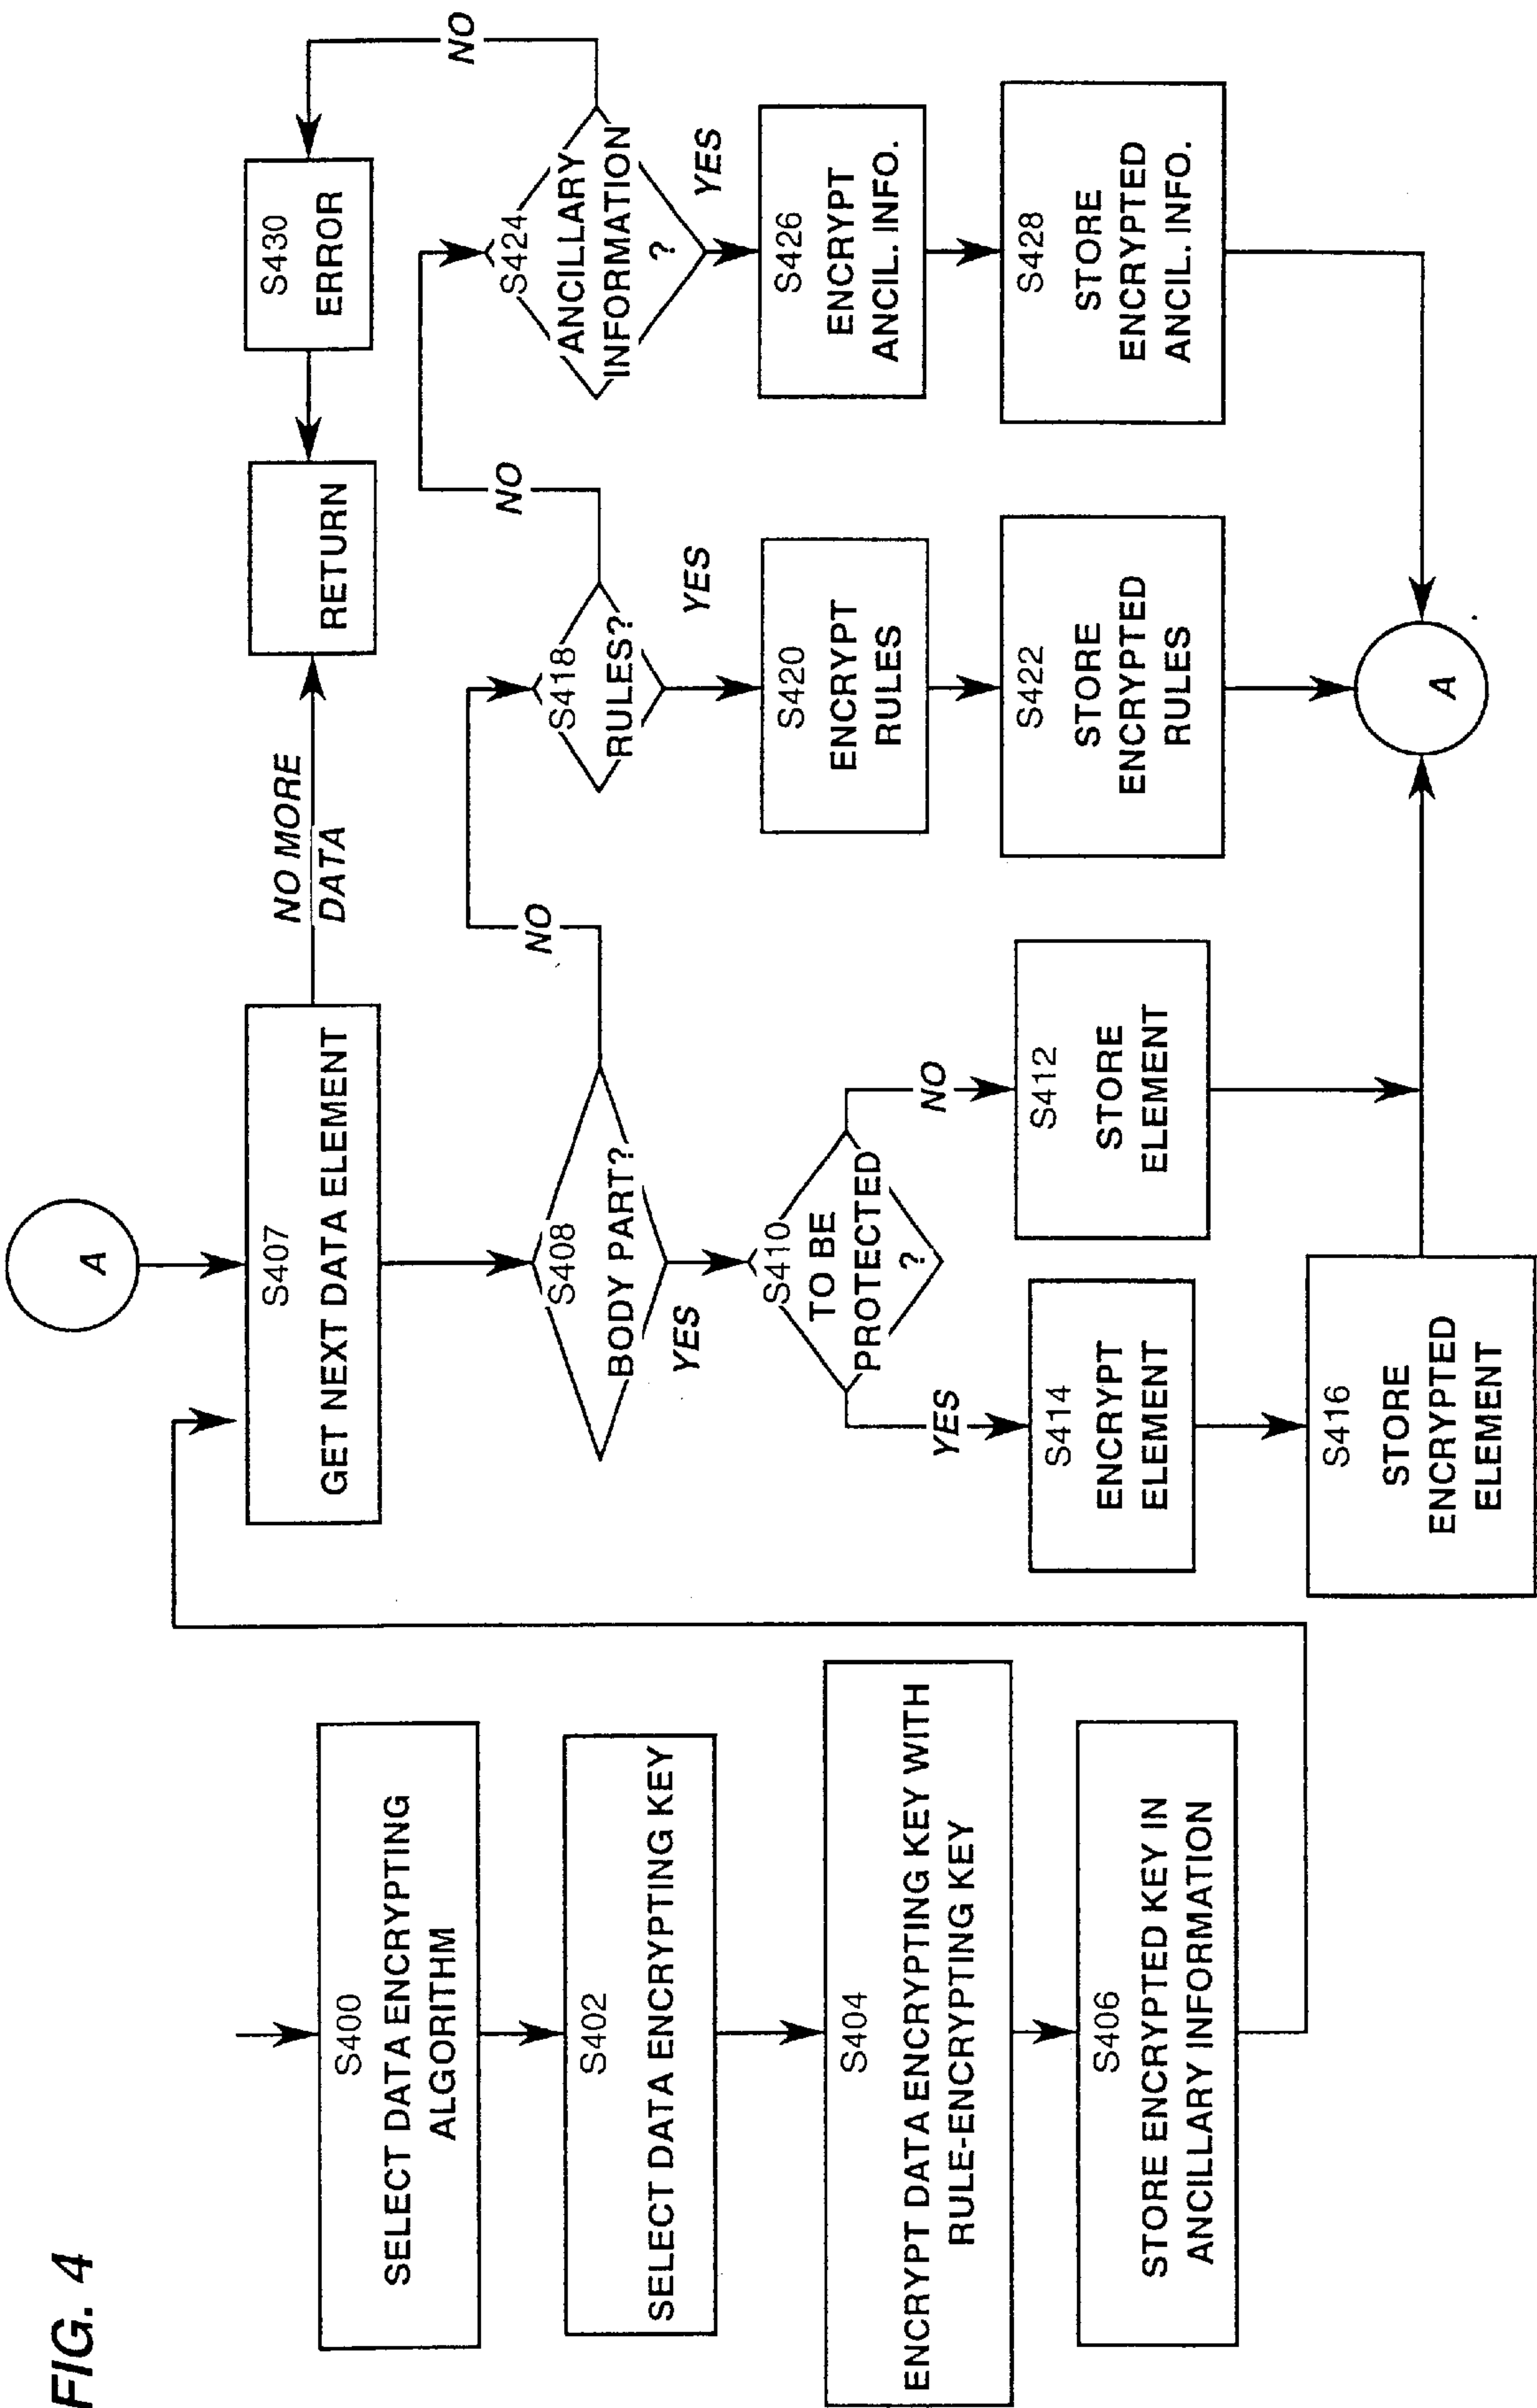 FIG. 4
S400
SELECT DATA ENCRYPTING
ALGORITHM
S402
SELECT DATA ENCRYPTING KEY
S404
ENCRYPT DATA ENCRYPTING KEY WITH
RULE-ENCRYPTING KEY
S406
STORE ENCRYPTED KEY IN
ANCILLARY INFORMATION
A
S407
GET NEXT DATA ELEMENT
NO MORE
DATA
RETURN
S430
ERROR
S408
BODY PART?
YES
NO
S410
TO BE
PROTECTED
?
YES
NO
S414
ENCRYPT
ELEMENT
S412
STORE
ELEMENT
S416
STORE
ENCRYPTED
ELEMENT
S418
RULES?
YES
NO
S420
ENCRYPT
RULES
S422
STORE
ENCRYPTED
RULES
S424
ANCILLARY
INFORMATION
?
YES
NO
S426
ENCRYPT
ANCIL. INFO.
S428
STORE
ENCRYPTED
ANCIL. INFO.
A